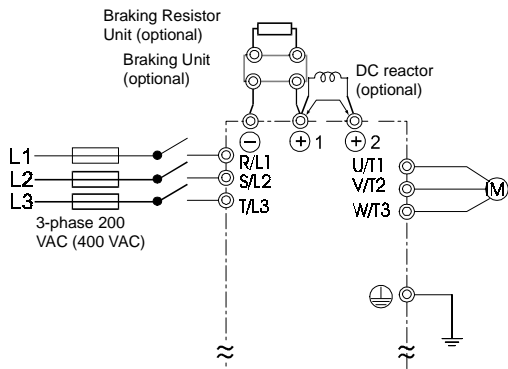 Braking Resistor
Unit (optional)
Braking Unit
(optional)
DC reactor
(optional)
− + 1 + 2
L1
L2
L3
R/L1
S/L2
T/L3
3-phase 200
VAC (400 VAC)
U/T1
V/T2
W/T3
M